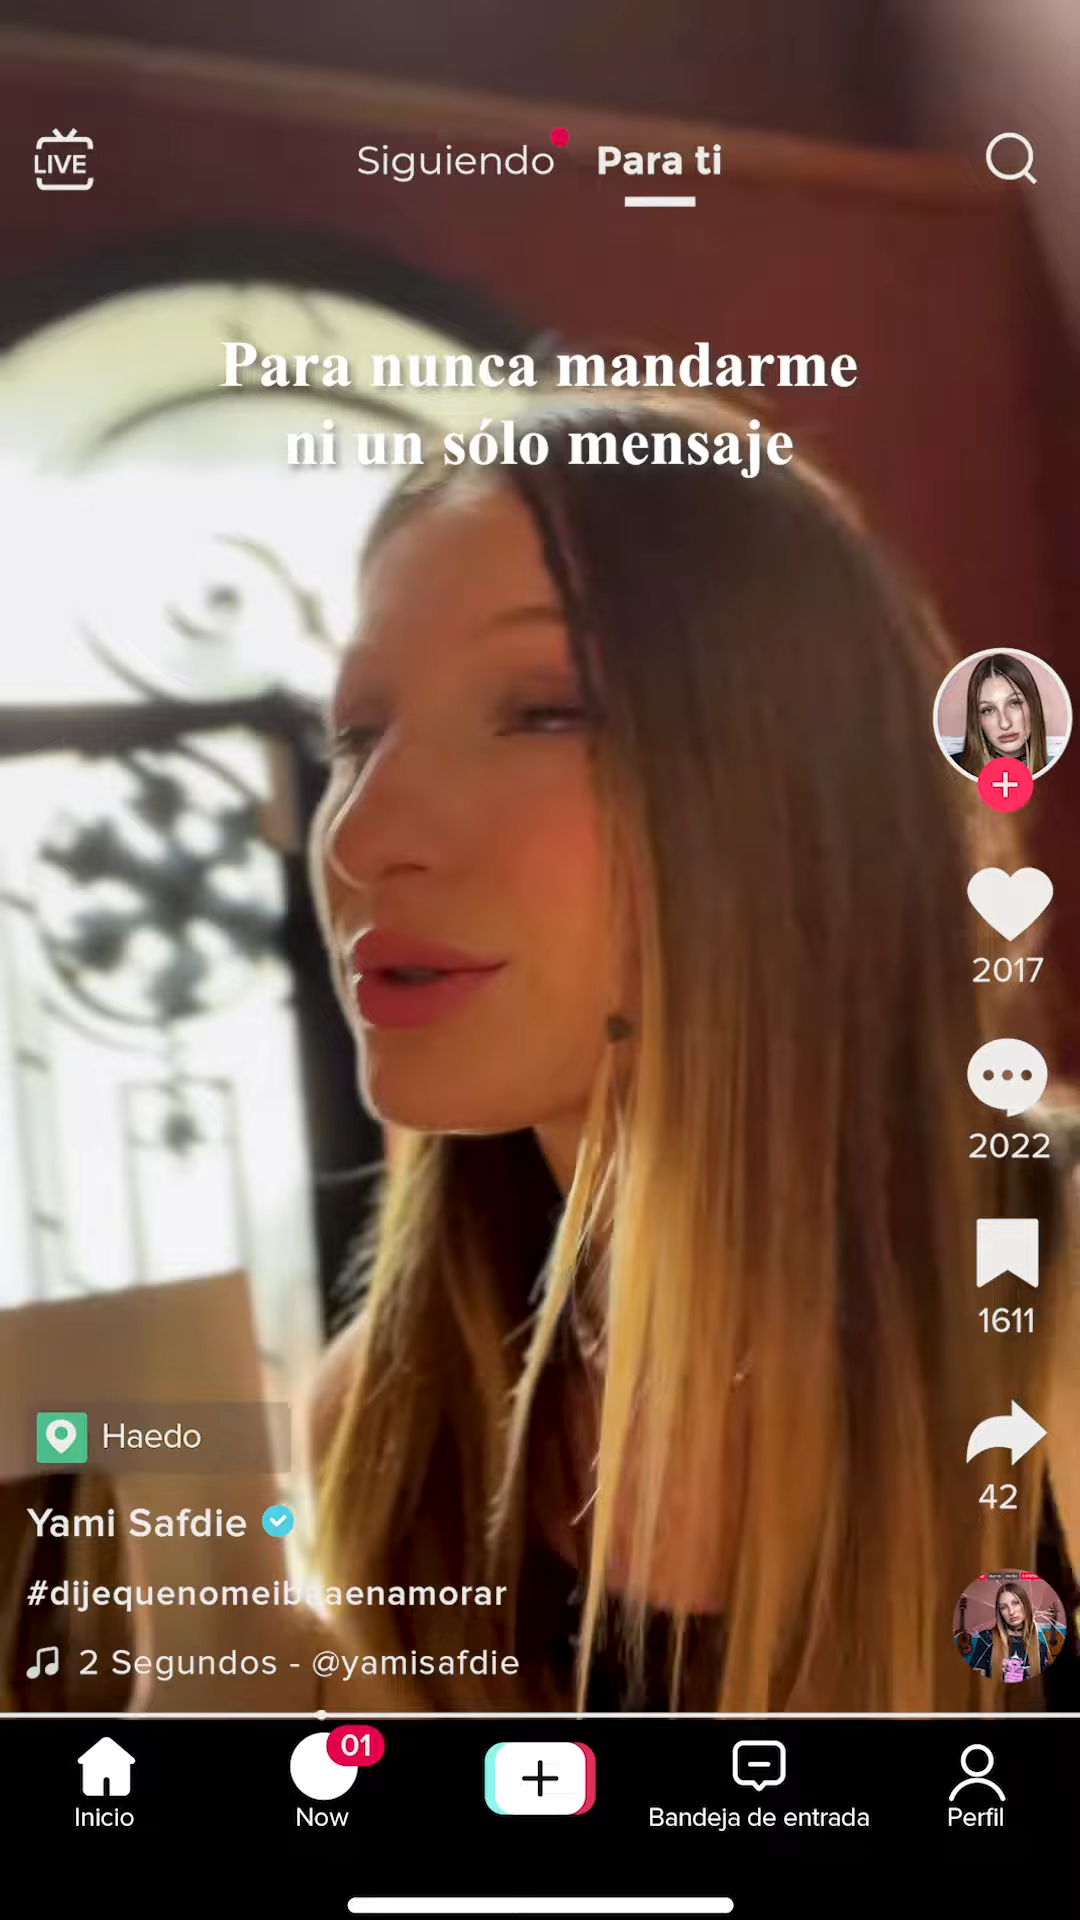 LIVE
Siguiendo
Para ti
Para nunca mandarme
ni un sólo mensaje
2017
2022
1611
42
Haedo
Yami Safdie
#dijequenomeibaaenamorar
2 Segundos - @yamisafdie
01
Inicio
Now
Bandeja de entrada
Perfil